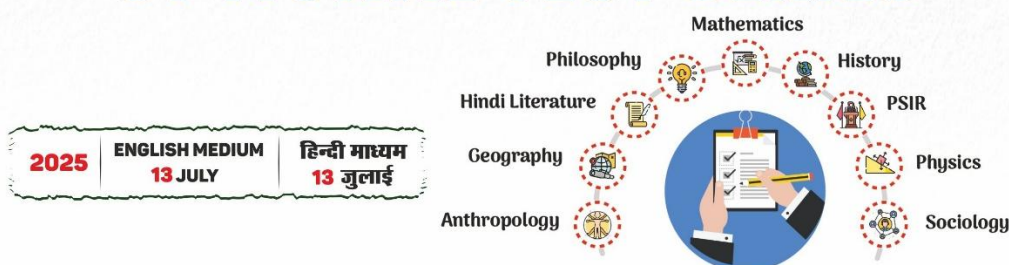 2025
ENGLISH MEDIUM
13 JULY
हिन्दी माध्यम
13 जुलाई
Mathematics
Philosophy
History
Hindi Literature
PSIR
Geography
Physics
Anthropology
Sociology